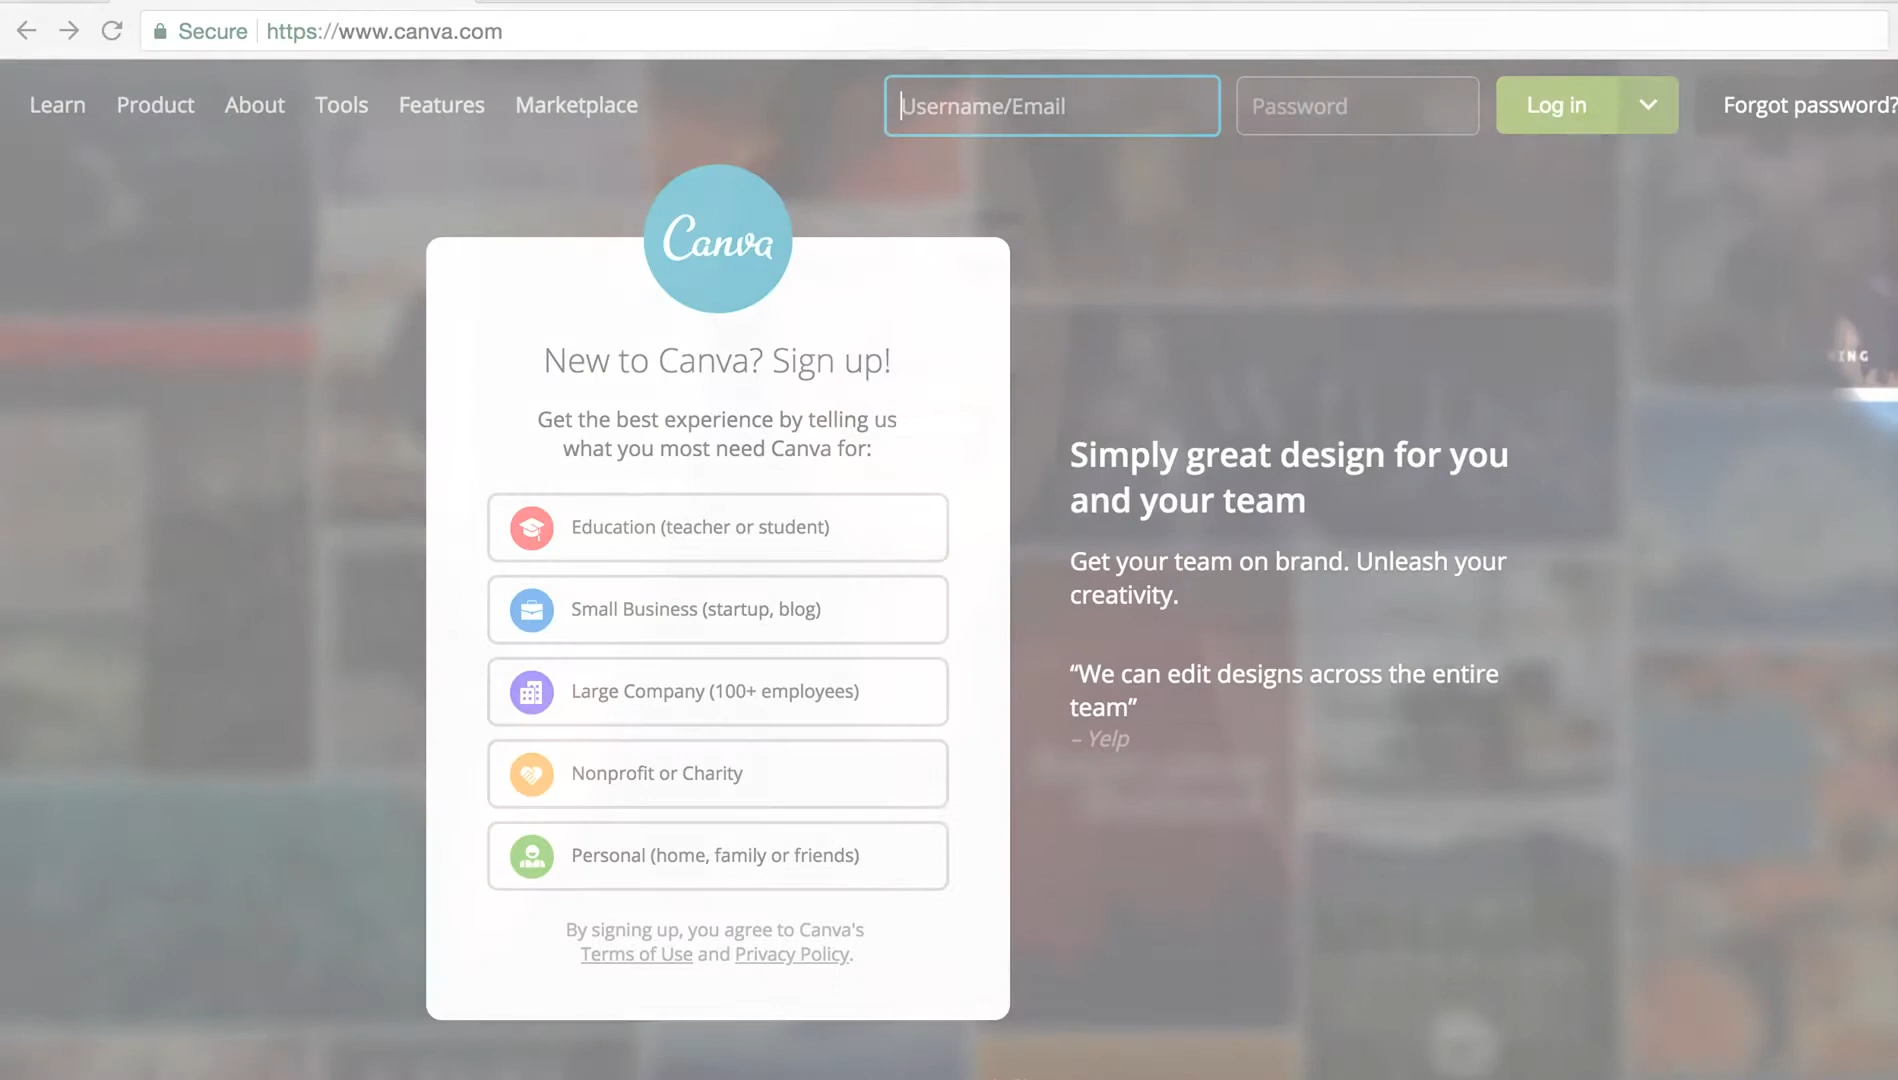 Secure https://www.canva.com
Learn Product About Tools Features Marketplace Username/Email Password Log in Forgot password?
Canva
New to Canva? Sign up!
Get the best experience by telling us
what you most need Canva for:
Education (teacher or student)
Small Business (startup, blog)
Large Company (100+ employees)
Nonprofit or Charity
Personal (home, family or friends)
By signing up, you agree to Canva's
Terms of Use and Privacy Policy.
Simply great design for you
and your team
Get your team on brand. Unleash your
creativity.
“We can edit designs across the entire
team”
– Yelp